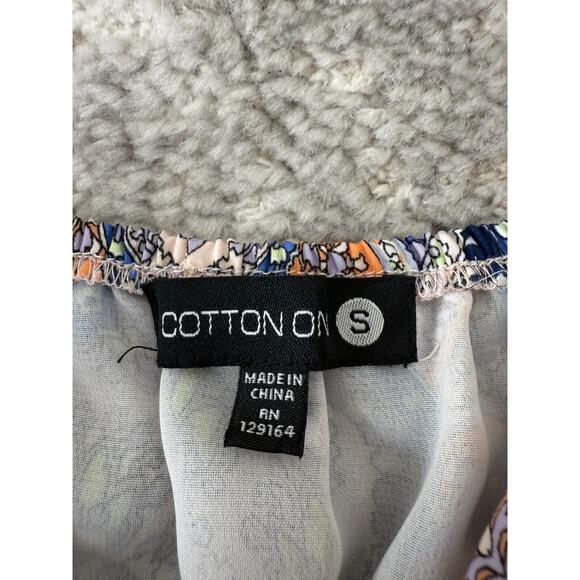 COTTON ON S
MADE IN
CHINA
RN
129164